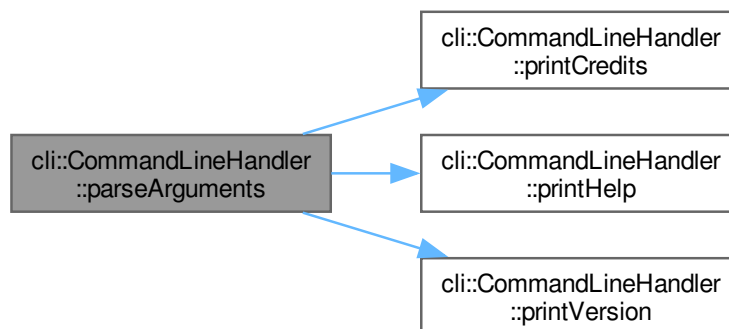 cli::CommandLineHandler
::printCredits
cli::CommandLineHandler
::parseArguments
cli::CommandLineHandler
::printHelp
cli::CommandLineHandler
::printVersion